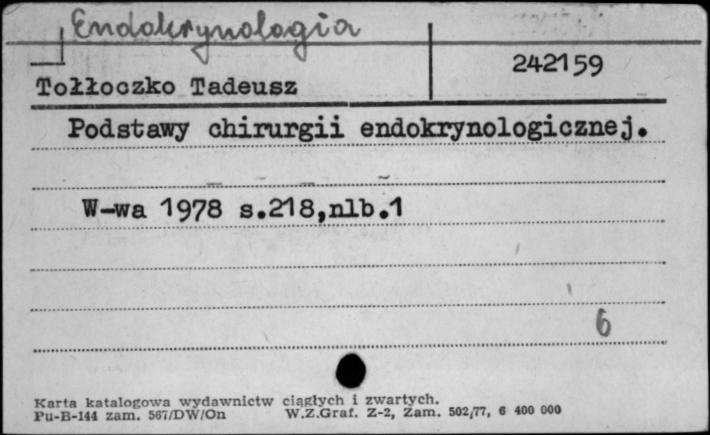 Endokrynologia
242159
Tołłoczko Tadeusz
Podstawy chirurgii endokrynologicznej.
W-wa 1978 s.218,nlb.1
6
Karta katalogowa wydawnictw ciągłych i zwartych.
Pu-B-144 zam. 567/DW/On W.Z.Graf. Z-2, Zam. 502/77, 6 400 000